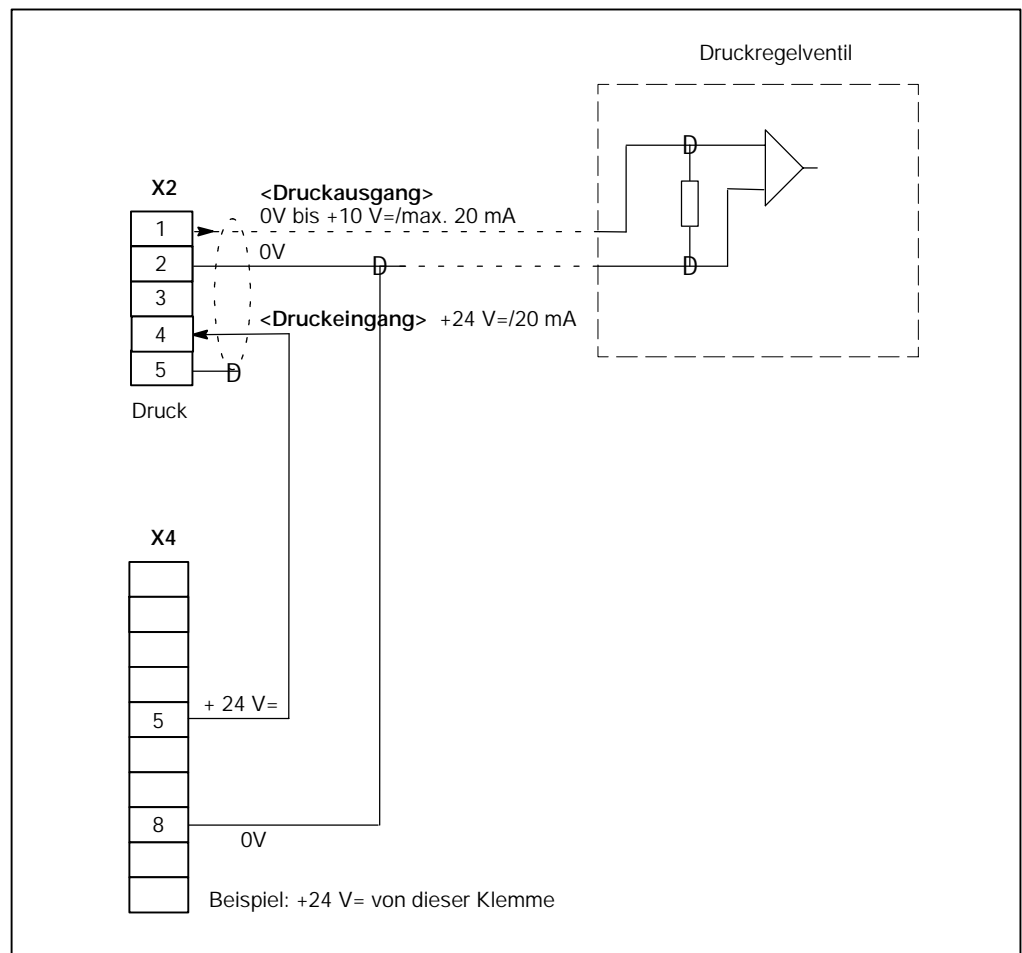 Druckregelventil
X2
<Druckausgang>
0V bis +10 V=/max. 20 mA
1
0V
2
3
<Druckeingang> +24 V=/20 mA
4
5
Druck
X4
+ 24 V=
5
8
0V
Beispiel: +24 V= von dieser Klemme
D
D
D
D